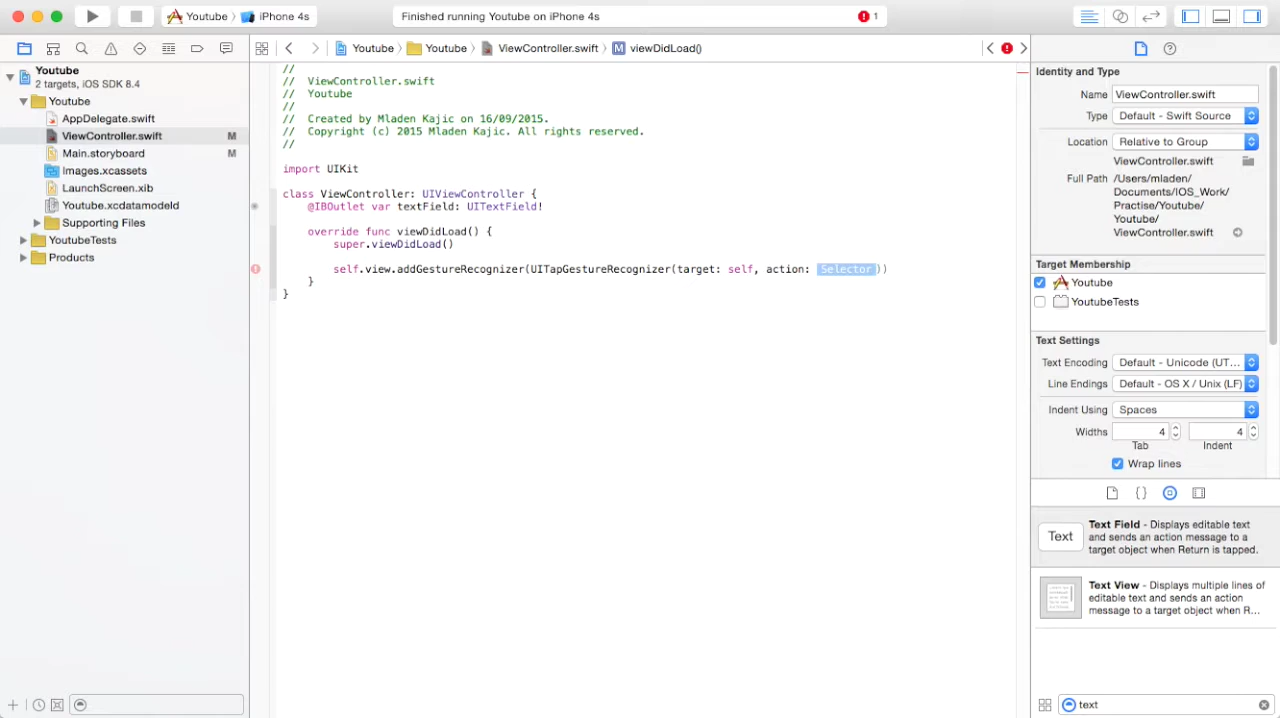 Youtube
iPhone 4s
Finished running Youtube on iPhone 4s
1
Youtube
Youtube
ViewController.swift
M
viewDidLoad()
Youtube
2 targets, iOS SDK 8.4
Youtube
AppDelegate.swift
ViewController.swift
M
Main.storyboard
M
Images.xcassets
LaunchScreen.xib
Youtube.xcdatamodeld
Supporting Files
YoutubeTests
Products
//
// ViewController.swift
// Youtube
//
// Created by Mladen Kajic on 16/09/2015.
// Copyright (c) 2015 Mladen Kajic. All rights reserved.
//
import UIKit
class ViewController: UIViewController {
@IBOutlet var textField: UITextField!
override func viewDidLoad() {
super.viewDidLoad()
self.view.addGestureRecognizer(UITapGestureRecognizer(target: self, action: Selector))
}
}
Identity and Type
Name ViewController.swift
Type Default - Swift Source
Location Relative to Group
ViewController.swift
Full Path /Users/mladen/
Documents/IOS_Work/
Practise/Youtube/
Youtube/
ViewController.swift
Target Membership
Youtube
YoutubeTests
Text Settings
Text Encoding Default - Unicode (UT...
Line Endings Default - OS X / Unix (LF)
Indent Using Spaces
Widths 4 4
Tab Indent
Wrap lines
{ }
Text
Text Field - Displays editable text
and sends an action message to a
target object when Return is tapped.
Text View - Displays multiple lines of
editable text and sends an action
message to a target object when R...
text